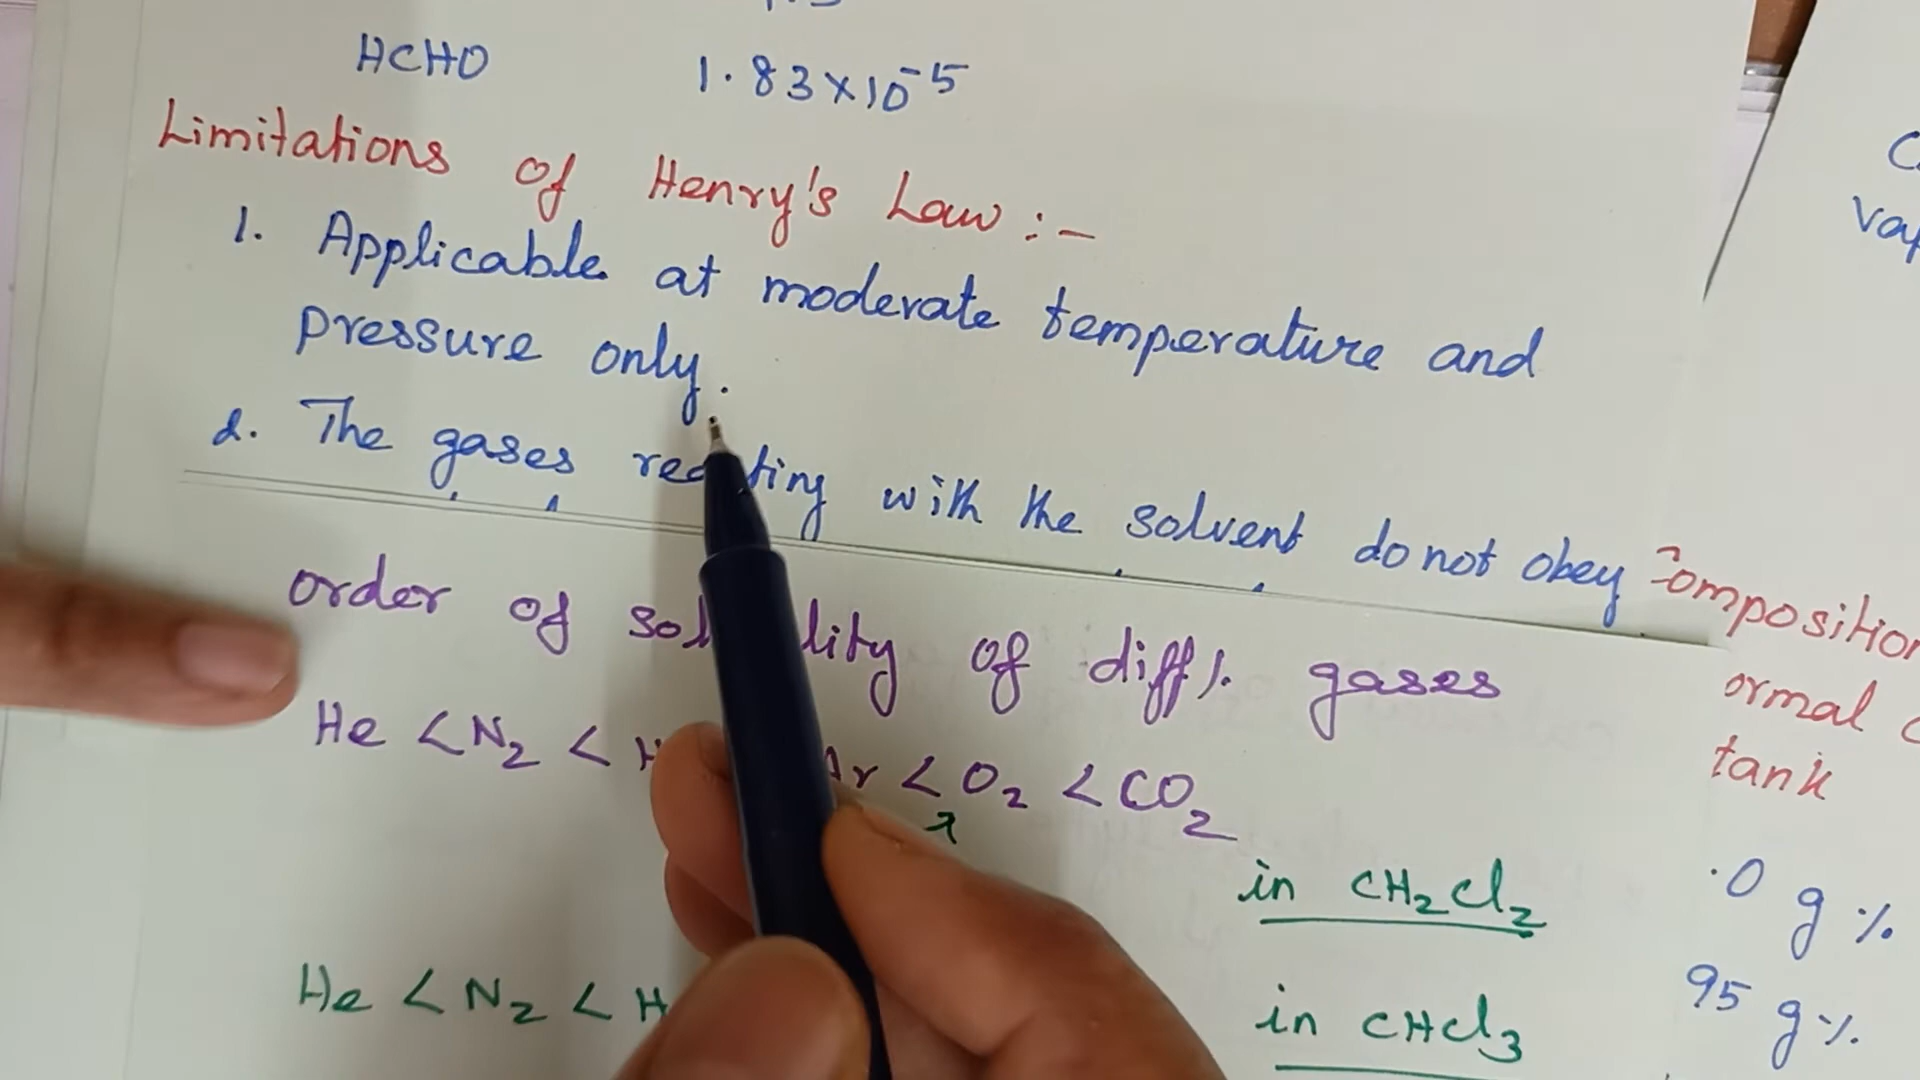 HCHO 1.83×10⁻⁵
Limitations of Henry's Law :-
1. Applicable at moderate temperature and
pressure only.
2. The gases with the solvent do not obey
order of of diff/. gases
He < N₂ < Ar < O₂ < CO₂
in CH₂Cl₂
He < N₂ < H
in CHCl₃
tank
.0 g %.
95 g %.